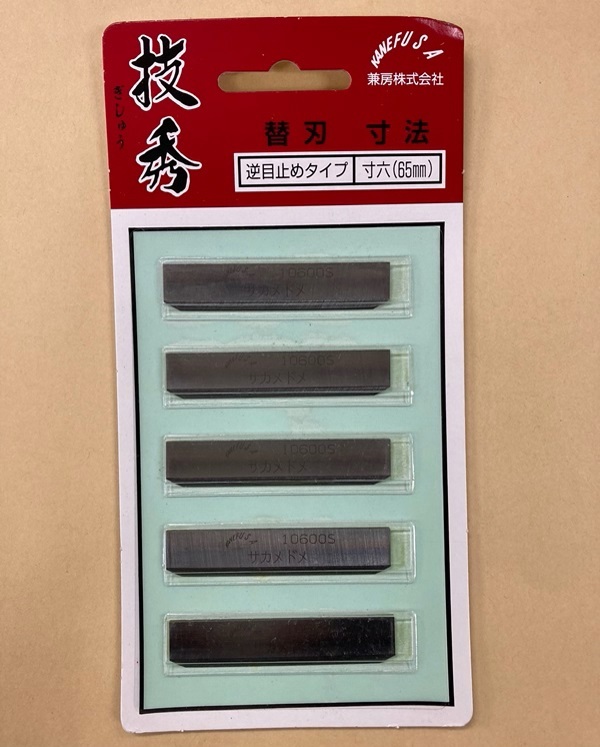 技秀
ぎしゅう
KANEFUSA
兼房株式会社
替刃 寸法
逆目止めタイプ 寸六(65mm)
10600S
サカメドメ
10600S
サカメドメ
10600S
サカメドメ
KANEFUSA 10600S
サカメドメ